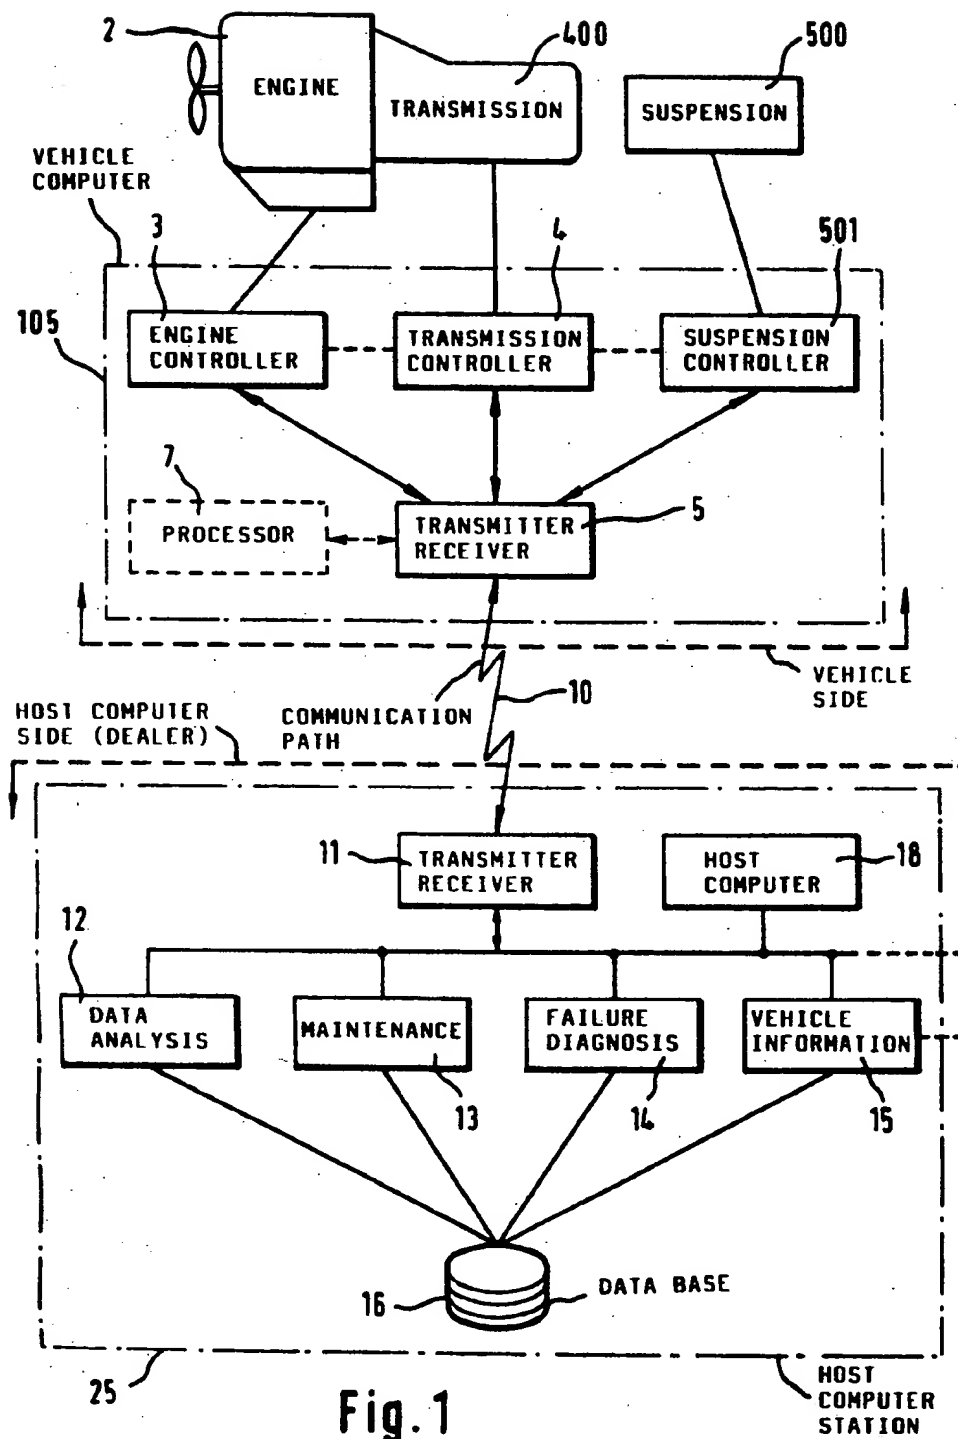 2
400
500
ENGINE
TRANSMISSION
SUSPENSION
VEHICLE
COMPUTER
3
4
501
105
ENGINE
CONTROLLER
TRANSMISSION
CONTROLLER
SUSPENSION
CONTROLLER
7
PROCESSOR
TRANSMITTER
RECEIVER
5
VEHICLE
SIDE
10
HOST COMPUTER
SIDE (DEALER)
COMMUNICATION
PATH
11
TRANSMITTER
RECEIVER
HOST
COMPUTER
18
12
DATA
ANALYSIS
MAINTENANCE
FAILURE
DIAGNOSIS
VEHICLE
INFORMATION
13
14
15
16
DATA BASE
25
HOST
COMPUTER
STATION
Fig. 1